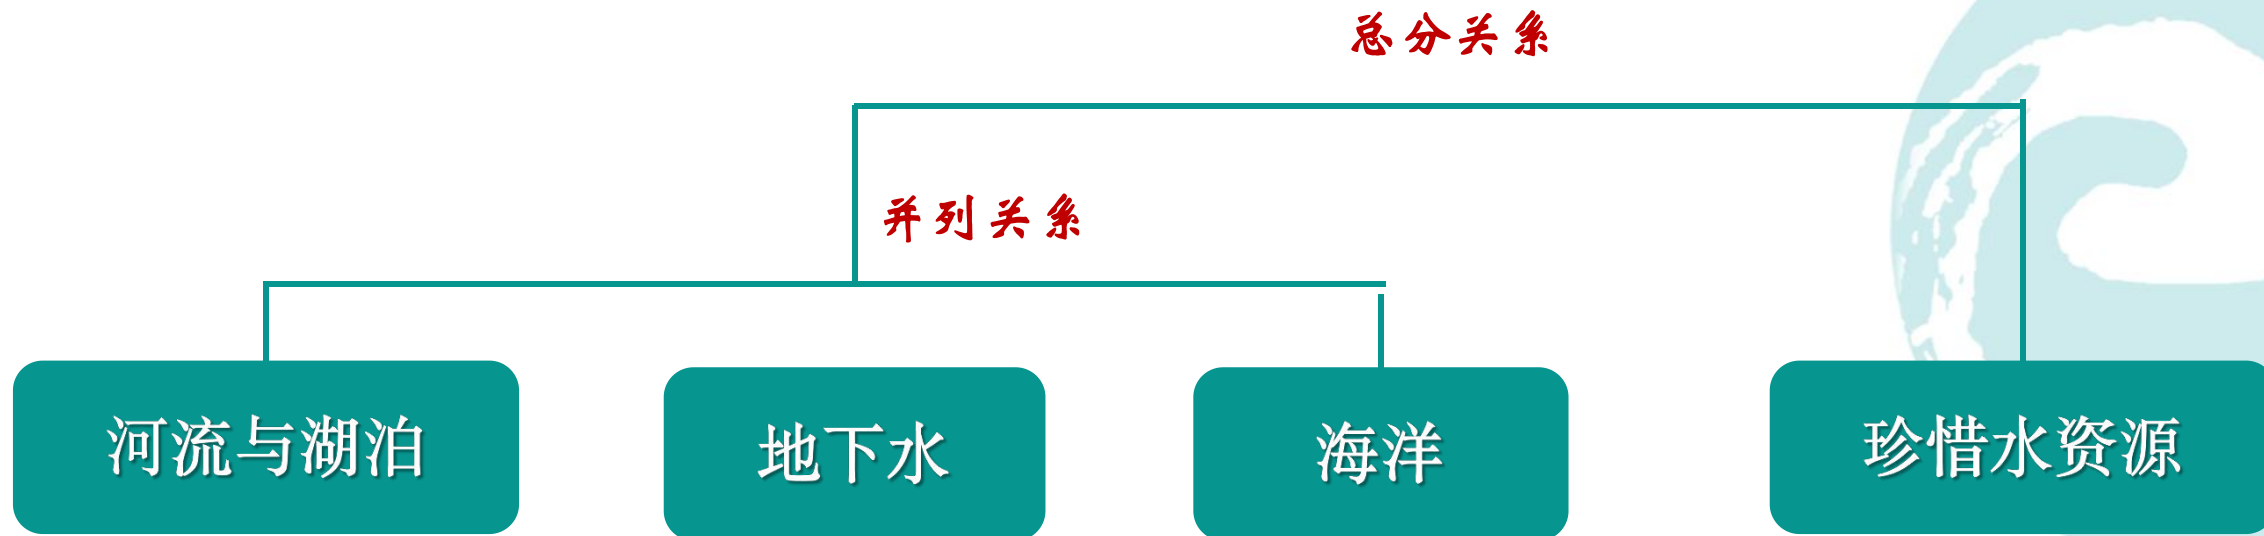 总分关系
并列关系
河流与湖泊
地下水
海洋
珍惜水资源